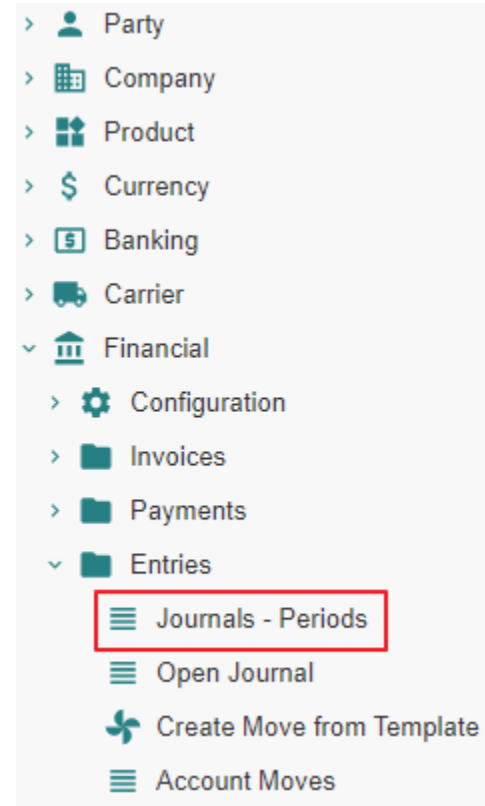 Party
Company
Product
Currency
Banking
Carrier
Financial
Configuration
Invoices
Payments
Entries
Journals - Periods
Open Journal
Create Move from Template
Account Moves